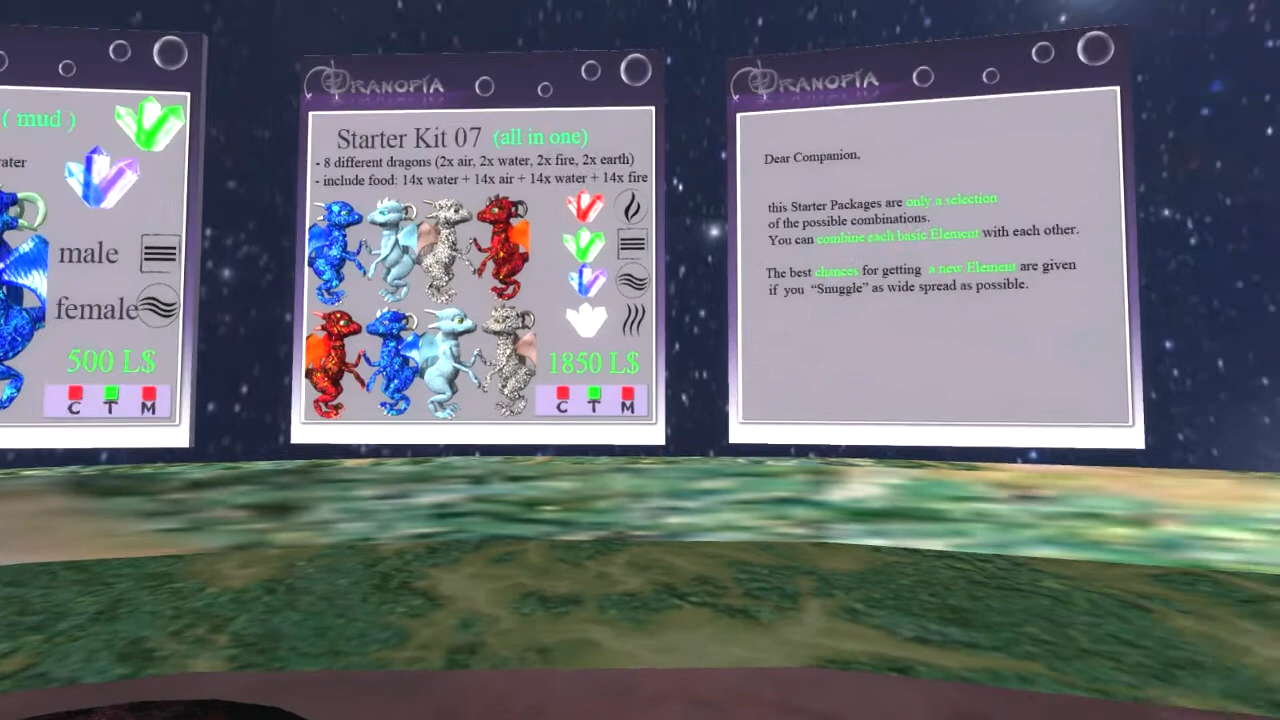 ( mud )
ater
male
female
500 L$
C T M
DRANOPIA
Starter Kit 07 (all in one)
- 8 different dragons (2x air, 2x water, 2x fire, 2x earth)
- include food: 14x water + 14x air + 14x water + 14x fire
1850 L$
C T M
DRANOPIA
Dear Companion,
this Starter Packages are only a selection
of the possible combinations.
You can combine each basic Element with each other.
The best chances for getting a new Element are given
if you “Snuggle” as wide spread as possible.